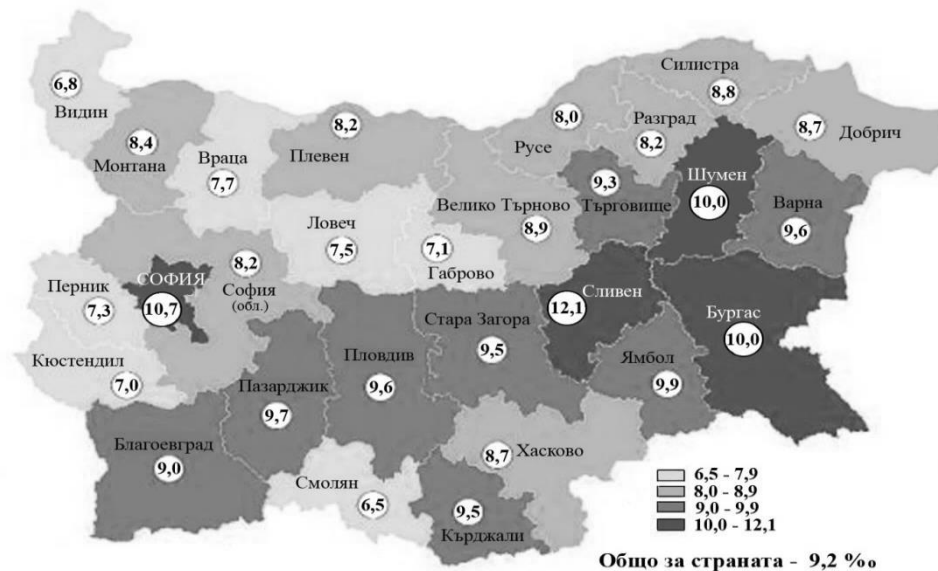 Силистра
8,8
6,8
Видин
8,0
Разград
8,7
Добрич
8,2
8,4
Монтана
Плевен
Русе
8,2
Враца
7,7
Шумен
10,0
9,3
Търговище
Варна
9,6
Ловеч
7,5
7,1
Габрово
Велико Търново
8,9
СОФИЯ
10,7
8,2
София
(обл.)
Перник
7,3
12,1
Сливен
Бургас
10,0
Стара Загора
9,5
Кюстендил
7,0
Пловдив
9,6
Ямбол
9,9
Пазарджик
9,7
Благоевград
9,0
8,7
Хасково
Смолян
6,5
9,5
Кърджали
6,5 - 7,9
8,0 - 8,9
9,0 - 9,9
10,0 - 12,1
Общо за страната - 9,2 ‰